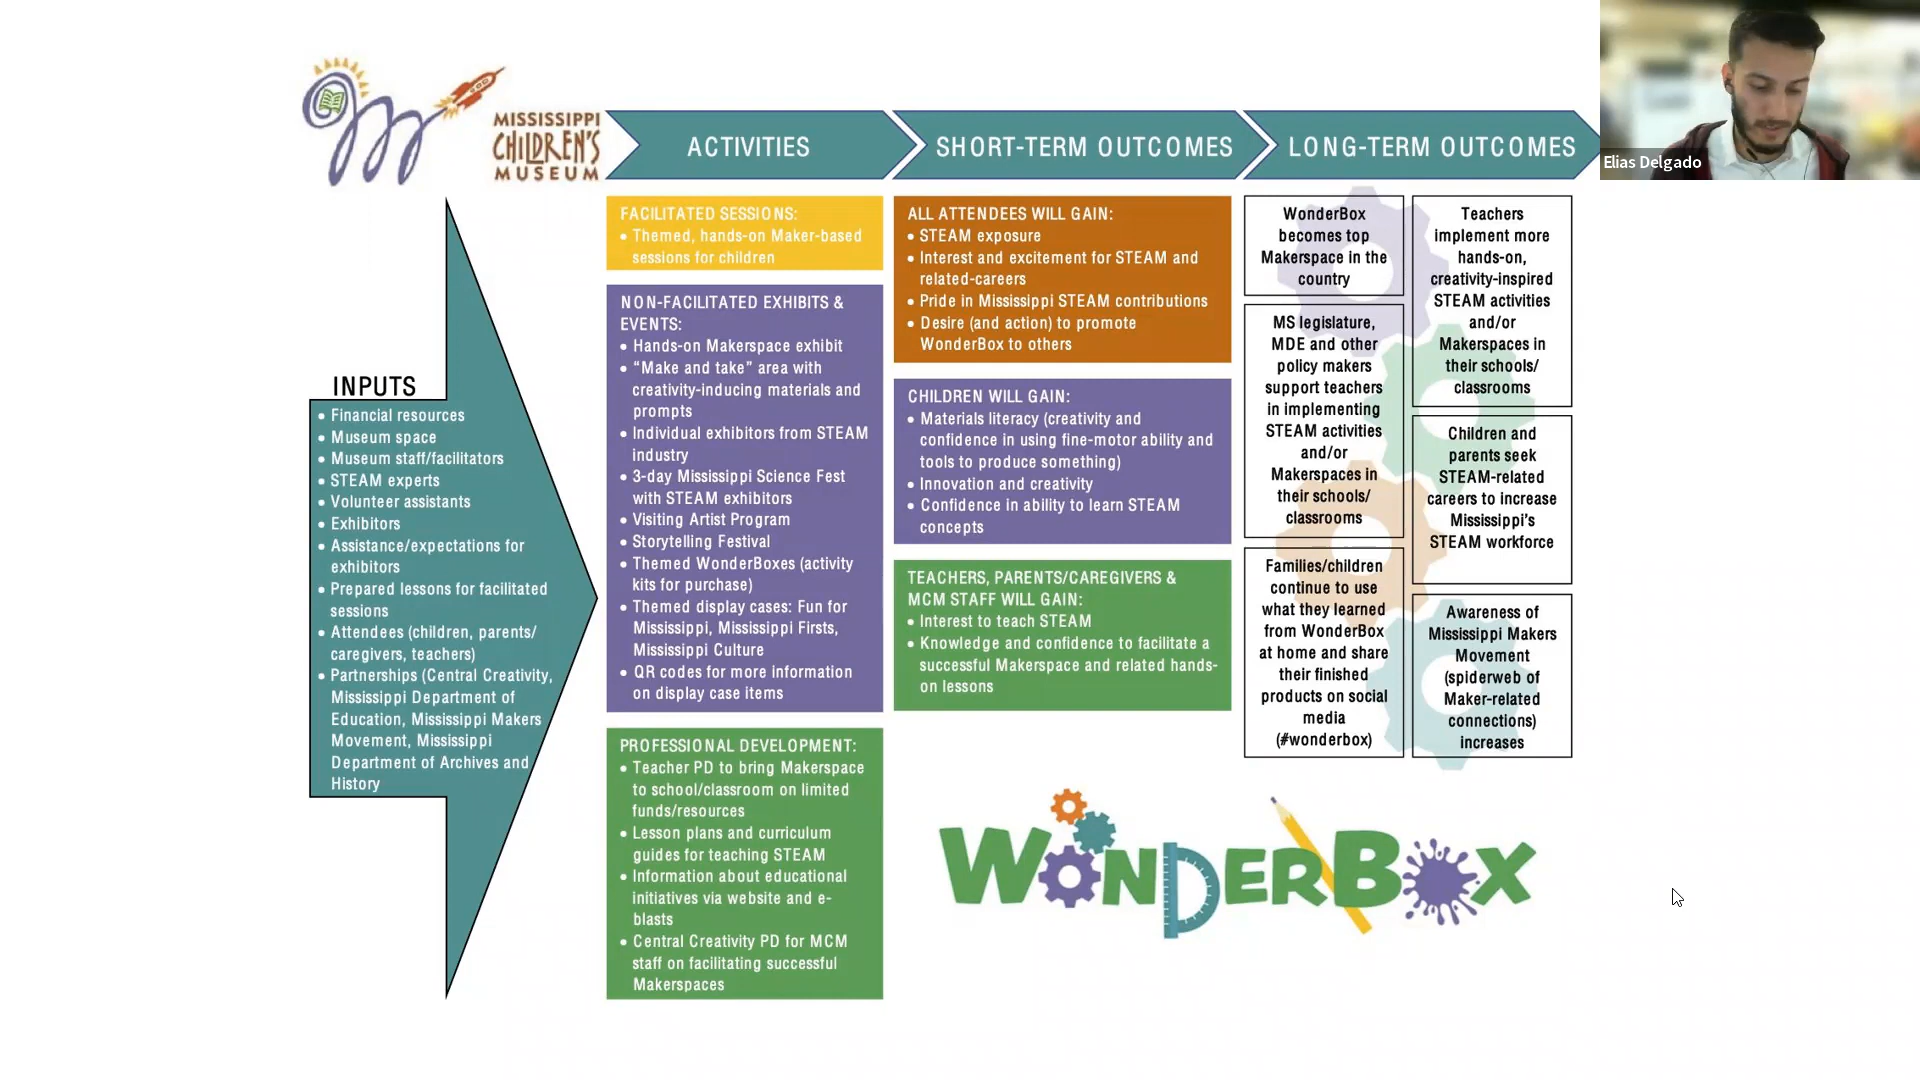 MISSISSIPPI
CHILDREN'S
MUSEUM
ACTIVITIES
SHORT-TERM OUTCOMES
LONG-TERM OUTCOMES
Elias Delgado
INPUTS
• Financial resources
• Museum space
• Museum staff/facilitators
• STEAM experts
• Volunteer assistants
• Exhibitors
• Assistance/expectations for
exhibitors
• Prepared lessons for facilitated
sessions
• Attendees (children, parents/
caregivers, teachers)
• Partnerships (Central Creativity,
Mississippi Department of
Education, Mississippi Makers
Movement, Mississippi
Department of Archives and
History
FACILITATED SESSIONS:
• Themed, hands-on Maker-based
sessions for children
NON-FACILITATED EXHIBITS &
EVENTS:
• Hands-on Makerspace exhibit
• “Make and take” area with
creativity-inducing materials and
prompts
• Individual exhibitors from STEAM
industry
• 3-day Mississippi Science Fest
with STEAM exhibitors
• Visiting Artist Program
• Storytelling Festival
• Themed WonderBoxes (activity
kits for purchase)
• Themed display cases: Fun for
Mississippi, Mississippi Firsts,
Mississippi Culture
• QR codes for more information
on display case items
PROFESSIONAL DEVELOPMENT:
• Teacher PD to bring Makerspace
to school/classroom on limited
funds/resources
• Lesson plans and curriculum
guides for teaching STEAM
• Information about educational
initiatives via website and e-
blasts
• Central Creativity PD for MCM
staff on facilitating successful
Makerspaces
ALL ATTENDEES WILL GAIN:
• STEAM exposure
• Interest and excitement for STEAM and
related-careers
• Pride in Mississippi STEAM contributions
• Desire (and action) to promote
WonderBox to others
CHILDREN WILL GAIN:
• Materials literacy (creativity and
confidence in using fine-motor ability and
tools to produce something)
• Innovation and creativity
• Confidence in ability to learn STEAM
concepts
TEACHERS, PARENTS/CAREGIVERS &
MCM STAFF WILL GAIN:
• Interest to teach STEAM
• Knowledge and confidence to facilitate a
successful Makerspace and related hands-
on lessons
WonderBox
becomes top
Makerspace in the
country
MS legislature,
MDE and other
policy makers
support teachers
in implementing
STEAM activities
and/or
Makerspaces in
their schools/
classrooms
Families/children
continue to use
what they learned
from WonderBox
at home and share
their finished
products on social
media
(#wonderbox)
Teachers
implement more
hands-on,
creativity-inspired
STEAM activities
and/or
Makerspaces in
their schools/
classrooms
Children and
parents seek
STEAM-related
careers to increase
Mississippi's
STEAM workforce
Awareness of
Mississippi Makers
Movement
(spiderweb of
Maker-related
connections)
increases
WONDERBOX